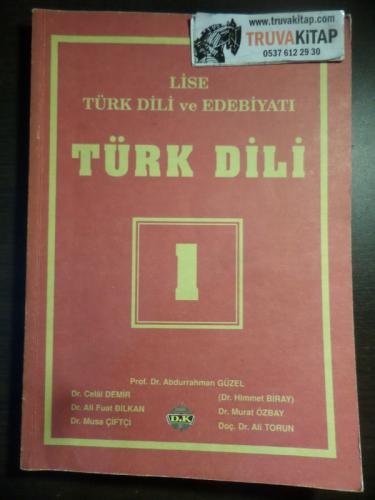 www.truvakitap.com
TRUVAKİTAP
0537 612 29 30
LİSE
TÜRK DİLİ ve EDEBİYATI
TÜRK DİLİ
1
Prof. Dr. Abdurrahman GÜZEL
Dr. Celâl DEMİR (Dr. Himmet BİRAY)
Dr. Ali Fuat BİLKAN Dr. Murat ÖZBAY
Dr. Musa ÇİFTÇİ Doç. Dr. Ali TORUN
D.K